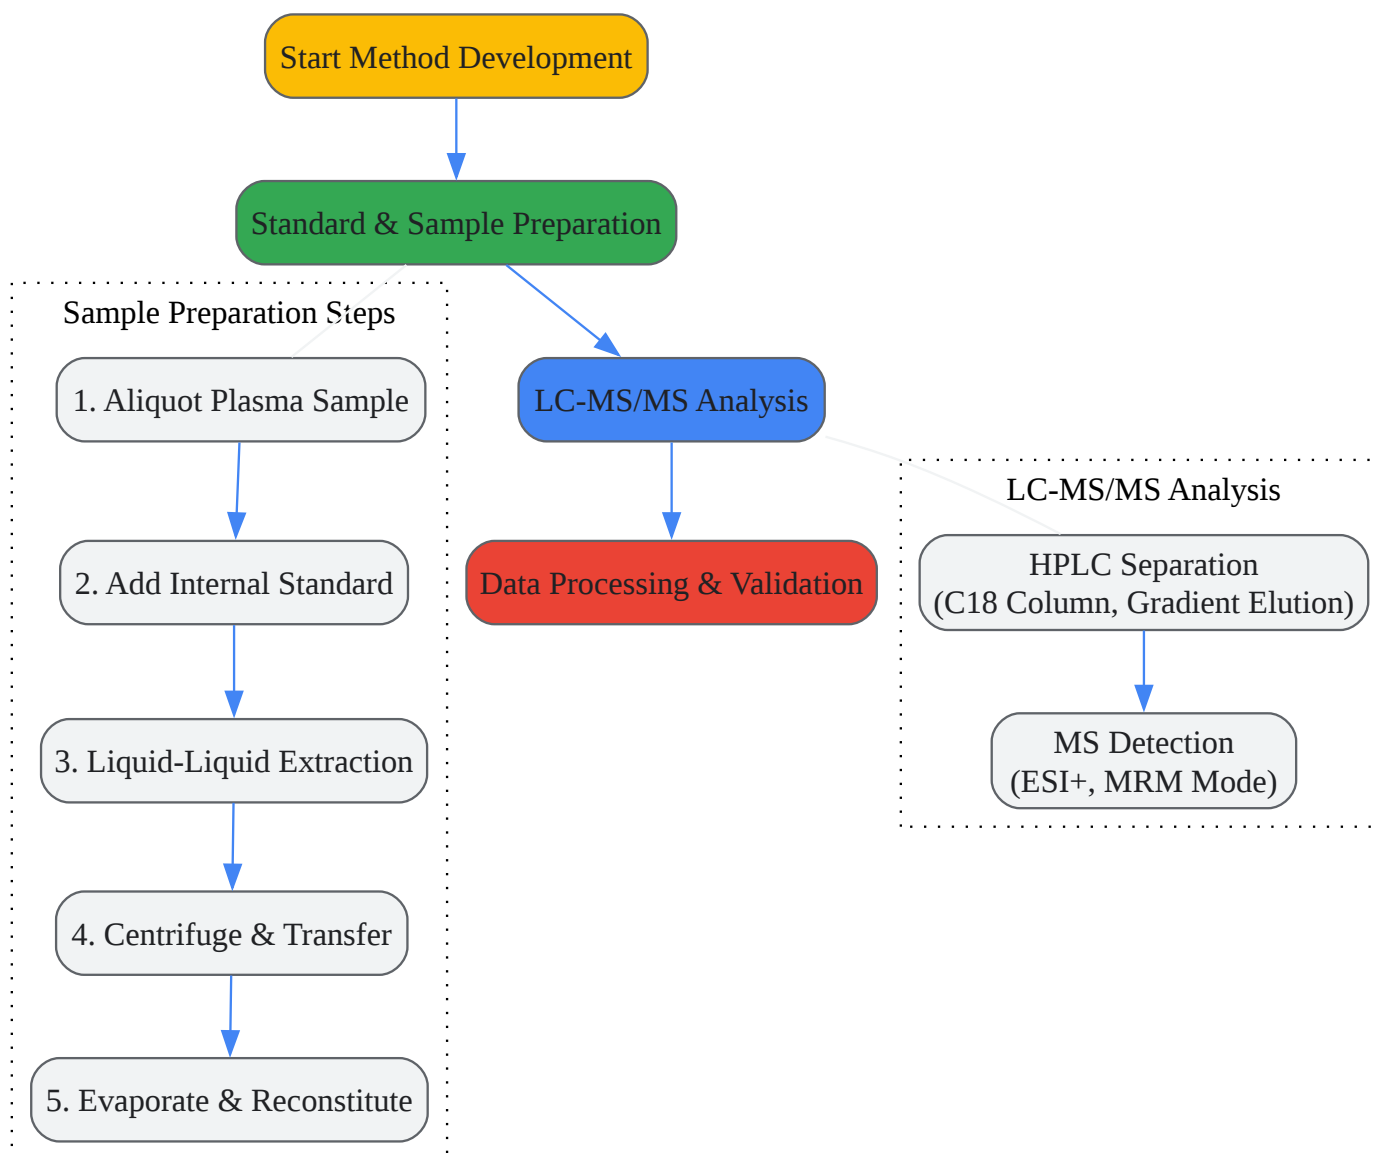 Start Method Development
Standard & Sample Preparation
Sample Preparation Steps
1. Aliquot Plasma Sample
2. Add Internal Standard
3. Liquid-Liquid Extraction
4. Centrifuge & Transfer
5. Evaporate & Reconstitute
LC-MS/MS Analysis
Data Processing & Validation
LC-MS/MS Analysis
HPLC Separation
(C18 Column, Gradient Elution)
MS Detection
(ESI+, MRM Mode)